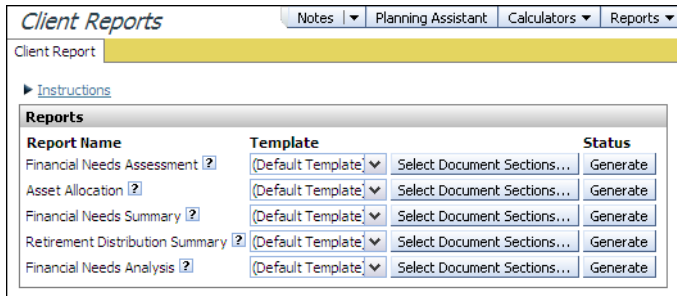 Client Reports
Notes | Planning Assistant Calculators Reports
Client Report
Instructions
Reports
Report Name Template Status
Financial Needs Assessment ? (Default Template) Select Document Sections... Generate
Asset Allocation ? (Default Template) Select Document Sections... Generate
Financial Needs Summary ? (Default Template) Select Document Sections... Generate
Retirement Distribution Summary ? (Default Template) Select Document Sections... Generate
Financial Needs Analysis ? (Default Template) Select Document Sections... Generate